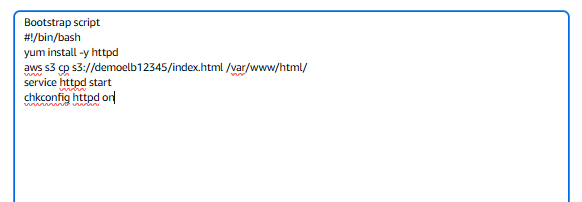 Bootstrap script
#!/bin/bash
yum install -y httpd
aws s3 cp s3://demoelb12345/index.html /var/www/html/
service httpd start
chkconfig httpd on